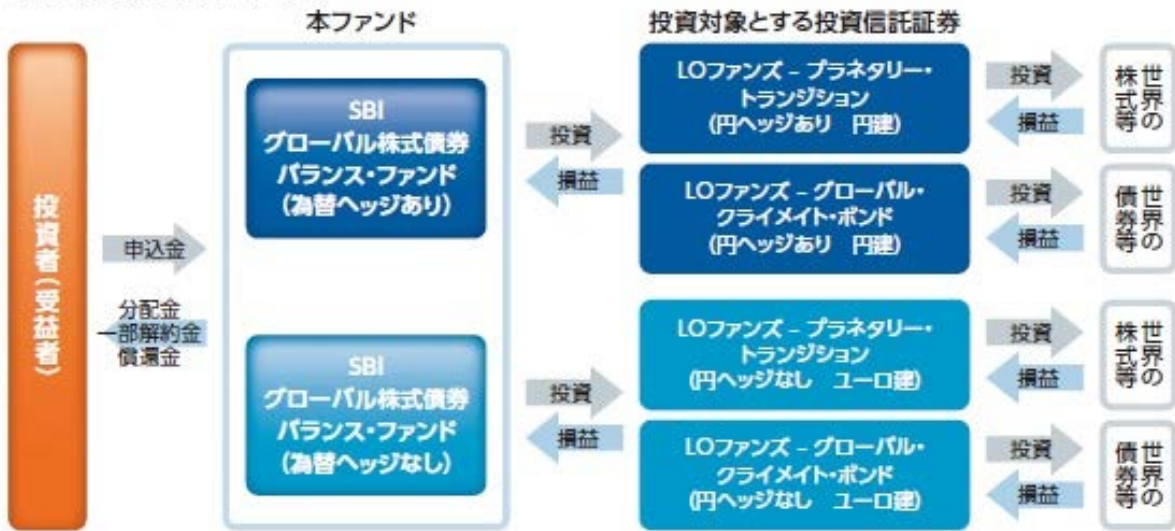 本ファンド
投資対象とする投資信託証券
投資者(受益者)
申込金
分配金
一部解約金
償還金
SBI
グローバル株式債券
バランス・ファンド
(為替ヘッジあり)
投資
損益
LOファンズ – プラネタリー・
トランジション
(円ヘッジあり 円建)
投資
損益
世界の
株式等
LOファンズ – グローバル・
クライメイト・ボンド
(円ヘッジあり 円建)
投資
損益
世界の
債券等
SBI
グローバル株式債券
バランス・ファンド
(為替ヘッジなし)
投資
損益
LOファンズ – プラネタリー・
トランジション
(円ヘッジなし ユーロ建)
投資
損益
世界の
株式等
LOファンズ – グローバル・
クライメイト・ボンド
(円ヘッジなし ユーロ建)
投資
損益
世界の
債券等